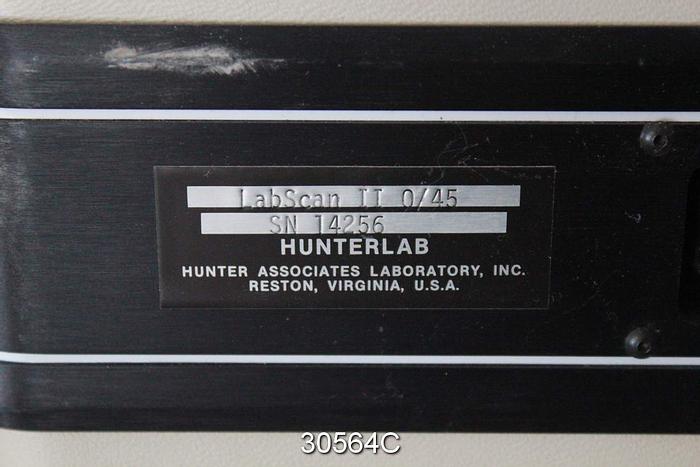 LabScan II 0/45
SN 14256
HUNTERLAB
HUNTER ASSOCIATES LABORATORY, INC.
RESTON, VIRGINIA, U.S.A.
30564C